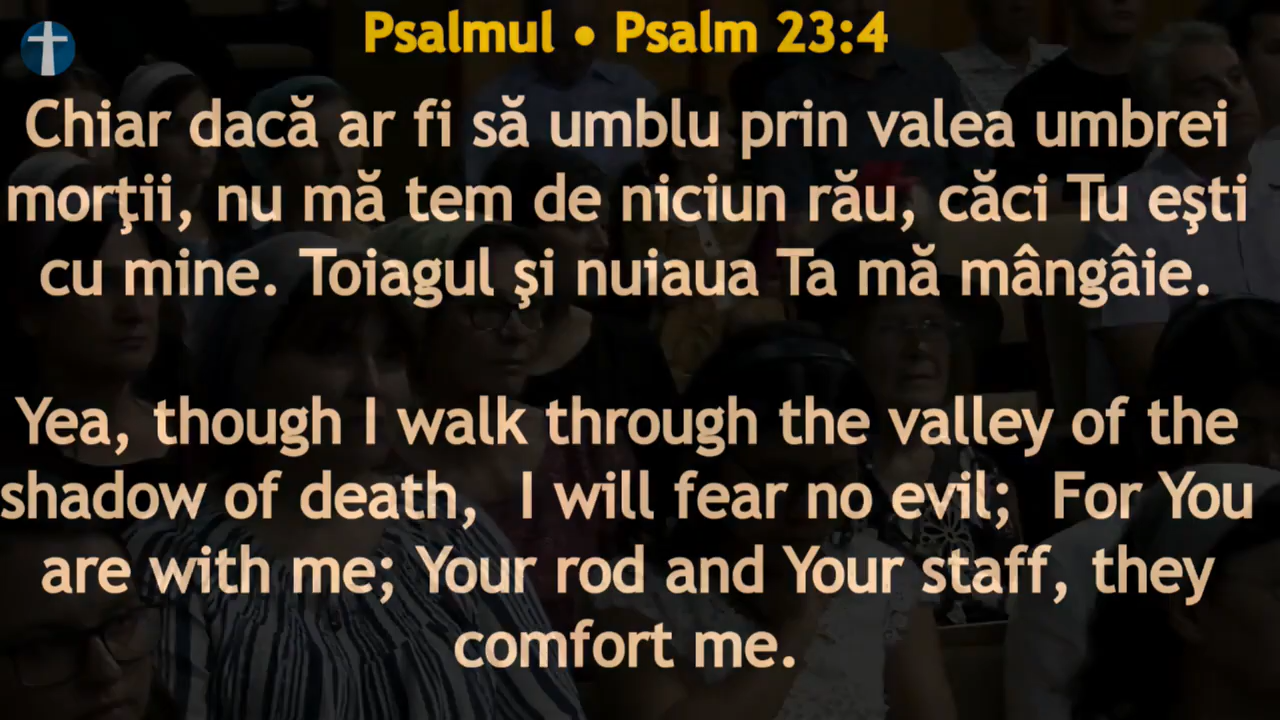 Psalmul • Psalm 23:4
Chiar dacă ar fi să umblu prin valea umbrei
morţii, nu mă tem de niciun rău, căci Tu eşti
cu mine. Toiagul şi nuiaua Ta mă mângâie.
Yea, though I walk through the valley of the
shadow of death, I will fear no evil; For You
are with me; Your rod and Your staff, they
comfort me.